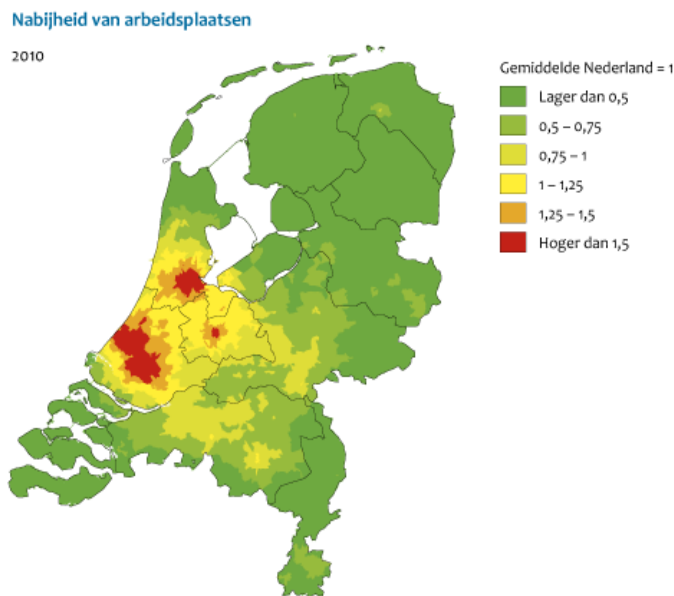 Nabijheid van arbeidsplaatsen
2010
Gemiddelde Nederland = 1
Lager dan 0,5
0,5 – 0,75
0,75 – 1
1 – 1,25
1,25 – 1,5
Hoger dan 1,5